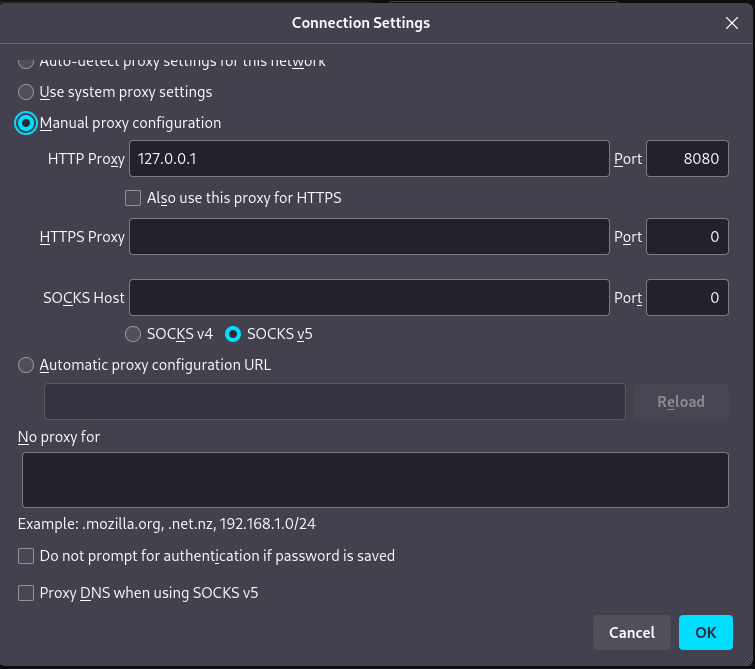 Connection Settings
Auto-detect proxy settings for this network
Use system proxy settings
Manual proxy configuration
HTTP Proxy 127.0.0.1 Port 8080
Also use this proxy for HTTPS
HTTPS Proxy Port 0
SOCKS Host Port 0
SOCKS v4 SOCKS v5
Automatic proxy configuration URL
Reload
No proxy for
Example: .mozilla.org, .net.nz, 192.168.1.0/24
Do not prompt for authentication if password is saved
Proxy DNS when using SOCKS v5
Cancel OK